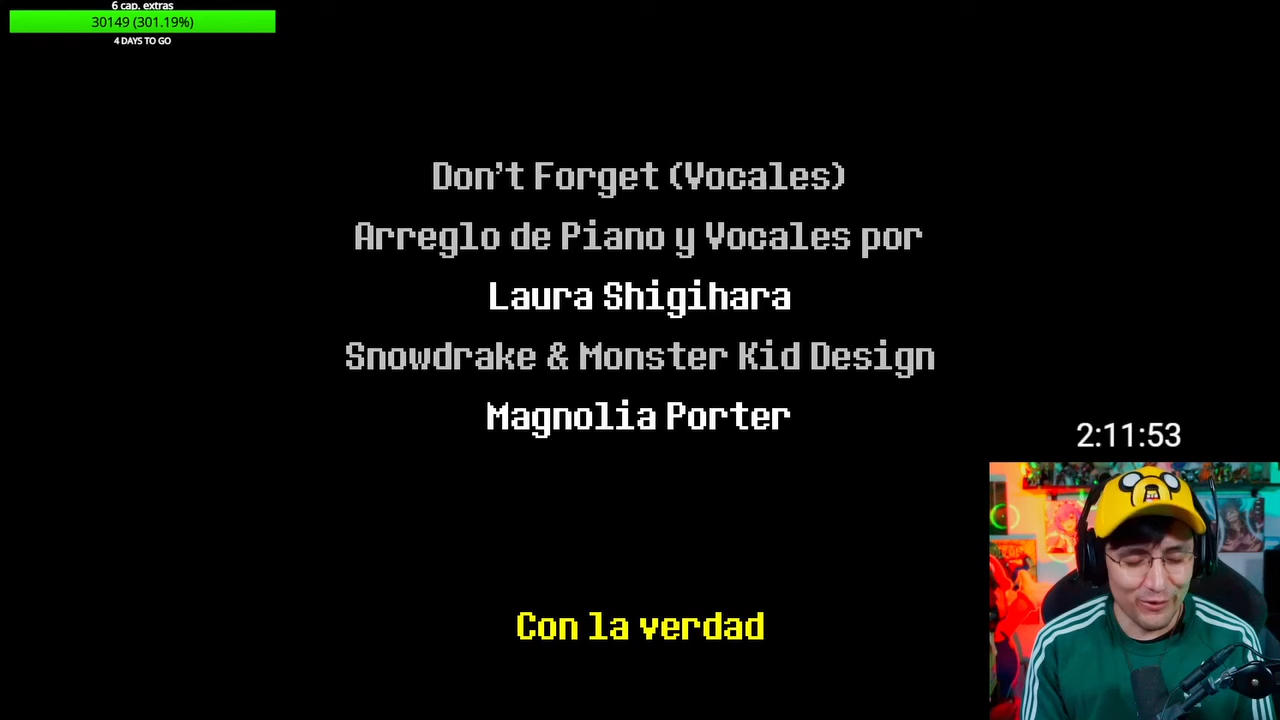 6 cap. extras
30149 (301.19%)
4 DAYS TO GO
Don't Forget (Vocales)
Arreglo de Piano y Vocales por
Laura Shigihara
Snowdrake & Monster Kid Design
Magnolia Porter
2:11:53
Con la verdad